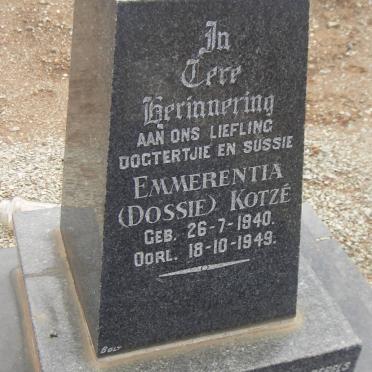 In
Tere
Herinnering
AAN ONS LIEFLING
DOGTERTJIE EN SUSSIE
EMMERENTIA
(DOSSIE) KOTZÉ
GEB. 26-7-1940.
OORL. 18-10-1949.